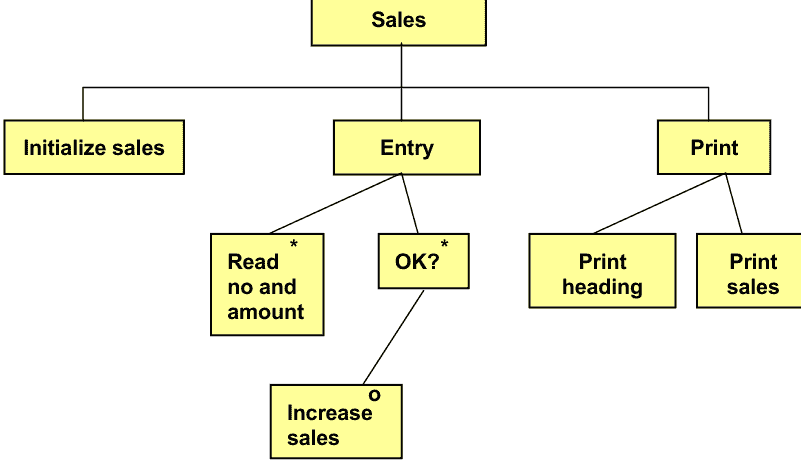 Sales
Initialize sales
Entry
Print
Read *
no and
amount
OK? *
Print
heading
Print
sales
o
Increase
sales